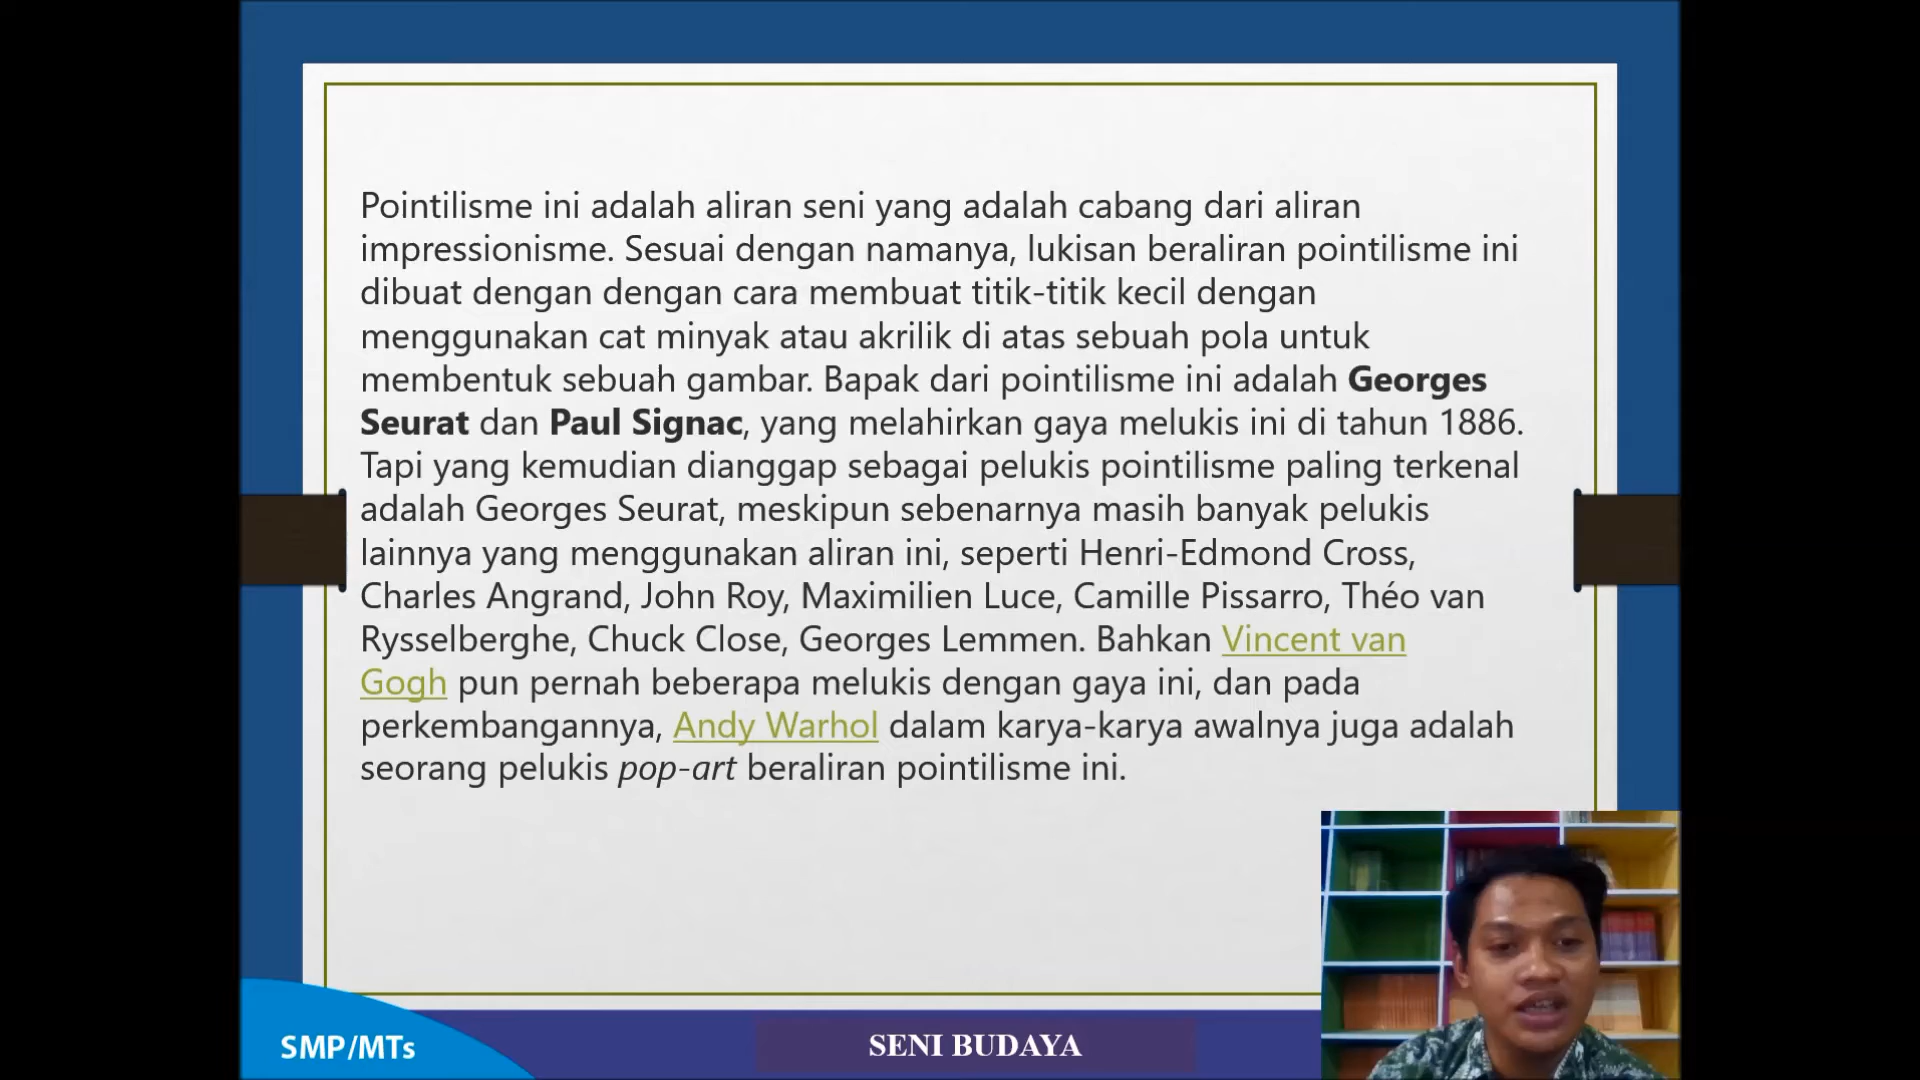 Pointilisme ini adalah aliran seni yang adalah cabang dari aliran
impressionisme. Sesuai dengan namanya, lukisan beraliran pointilisme ini
dibuat dengan dengan cara membuat titik-titik kecil dengan
menggunakan cat minyak atau akrilik di atas sebuah pola untuk
membentuk sebuah gambar. Bapak dari pointilisme ini adalah Georges
Seurat dan Paul Signac, yang melahirkan gaya melukis ini di tahun 1886.
Tapi yang kemudian dianggap sebagai pelukis pointilisme paling terkenal
adalah Georges Seurat, meskipun sebenarnya masih banyak pelukis
lainnya yang menggunakan aliran ini, seperti Henri-Edmond Cross,
Charles Angrand, John Roy, Maximilien Luce, Camille Pissarro, Théo van
Rysselberghe, Chuck Close, Georges Lemmen. Bahkan Vincent van
Gogh pun pernah beberapa melukis dengan gaya ini, dan pada
perkembangannya, Andy Warhol dalam karya-karya awalnya juga adalah
seorang pelukis pop-art beraliran pointilisme ini.
SMP/MTs
SENI BUDAYA